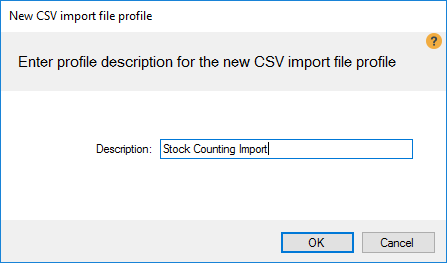 New CSV import file profile
?
Enter profile description for the new CSV import file profile
Description: Stock Counting Import
OK Cancel